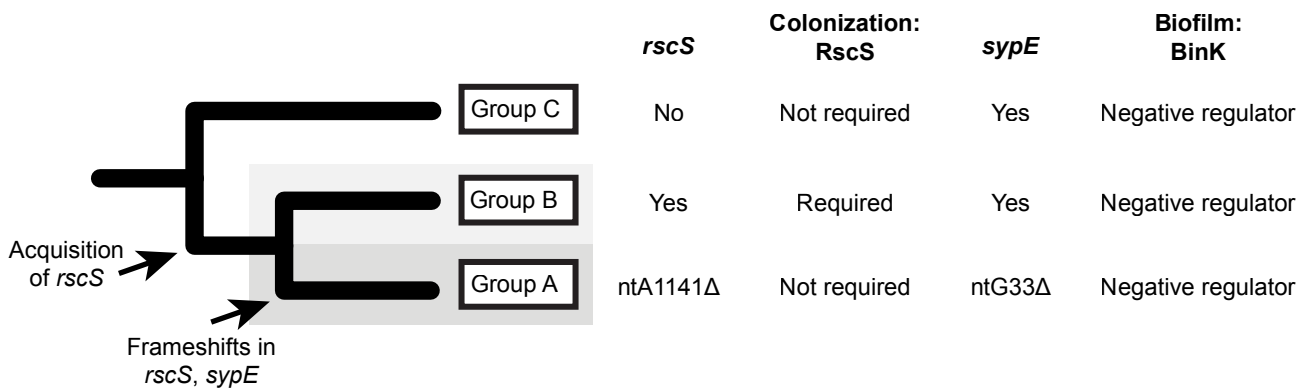 rscS Colonization: RscS sypE Biofilm: BinK
Group C No Not required Yes Negative regulator
Group B Yes Required Yes Negative regulator
Acquisition
of rscS
Group A ntA1141Δ Not required ntG33Δ Negative regulator
Frameshifts in
rscS, sypE